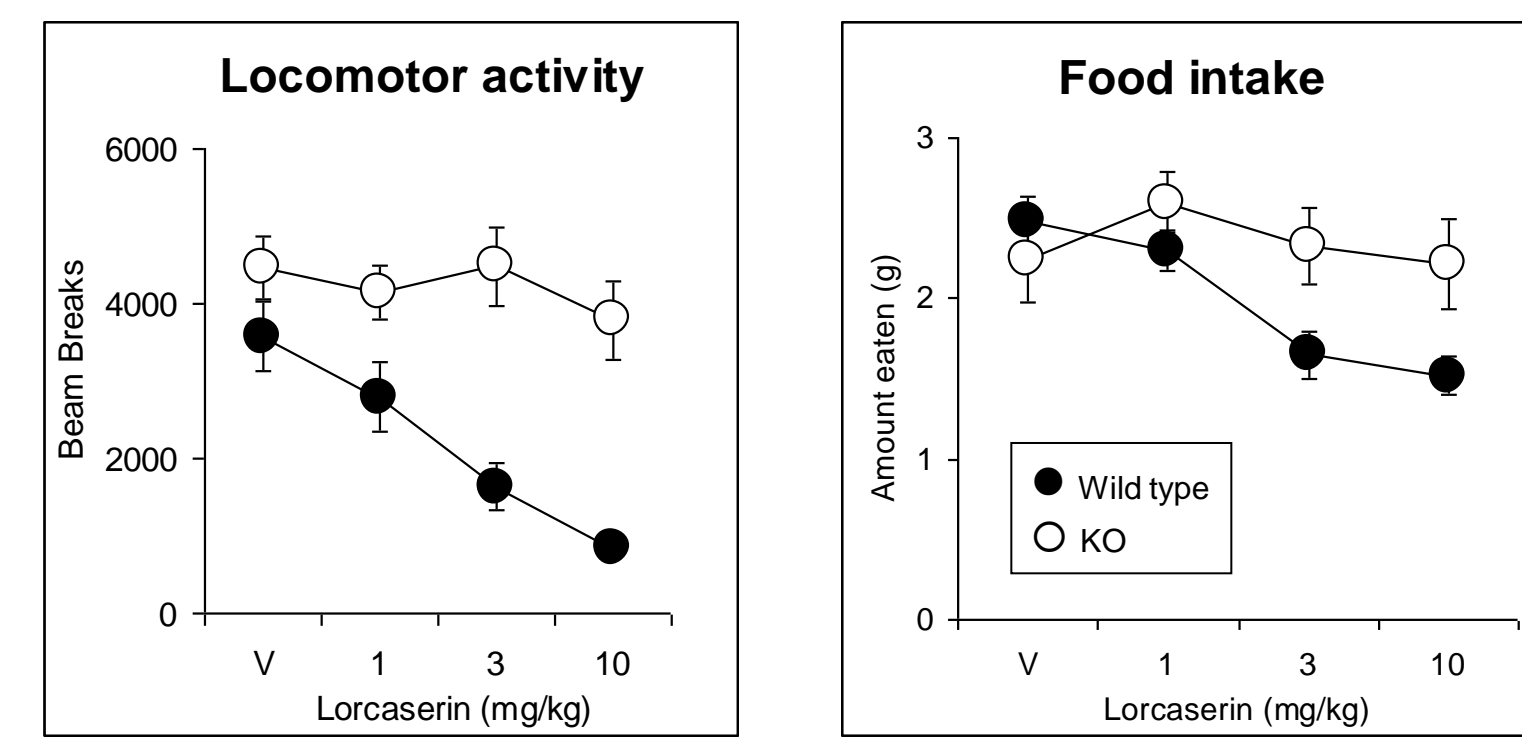 Locomotor activity
6000
4000
2000
0
Beam Breaks
V 1 3 10
Lorcaserin (mg/kg)
Food intake
3
2
1
0
Amount eaten (g)
Wild type
KO
V 1 3 10
Lorcaserin (mg/kg)